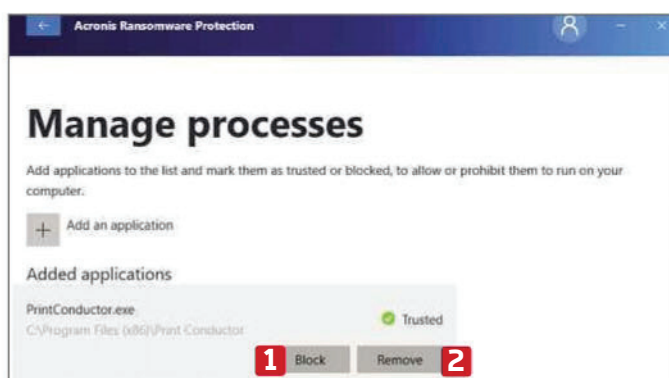 Acronis Ransomware Protection
Manage processes
Add applications to the list and mark them as trusted or blocked, to allow or prohibit them to run on your
computer.
+ Add an application
Added applications
PrintConductor.exe
Trusted
C:\Program Files (x86)\Print Conductor
1 Block Remove 2